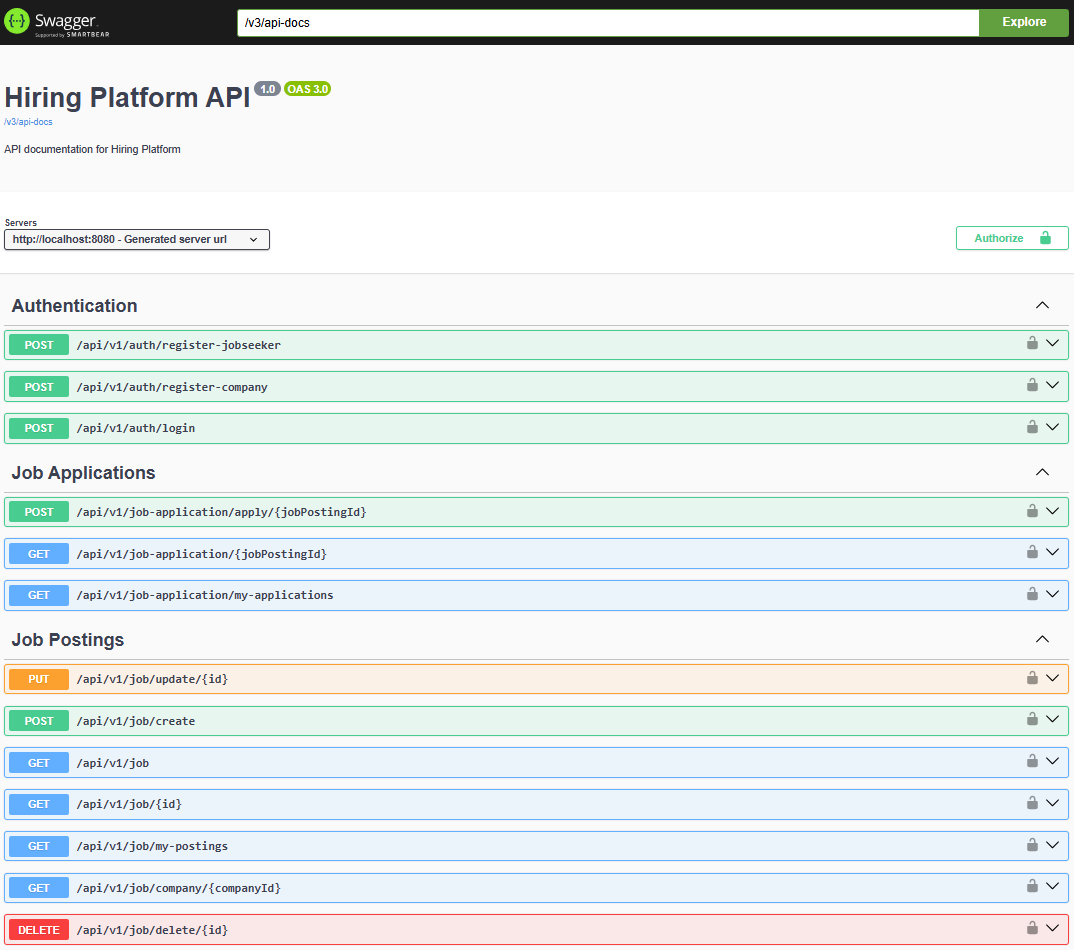 Swagger.
Supported by SMARTBEAR
/v3/api-docs
Explore
Hiring Platform API 1.0 OAS 3.0
/v3/api-docs
API documentation for Hiring Platform
Servers
http://localhost:8080 - Generated server url
Authorize
Authentication
POST /api/v1/auth/register-jobseeker
POST /api/v1/auth/register-company
POST /api/v1/auth/login
Job Applications
POST /api/v1/job-application/apply/{jobPostingId}
GET /api/v1/job-application/{jobPostingId}
GET /api/v1/job-application/my-applications
Job Postings
PUT /api/v1/job/update/{id}
POST /api/v1/job/create
GET /api/v1/job
GET /api/v1/job/{id}
GET /api/v1/job/my-postings
GET /api/v1/job/company/{companyId}
DELETE /api/v1/job/delete/{id}